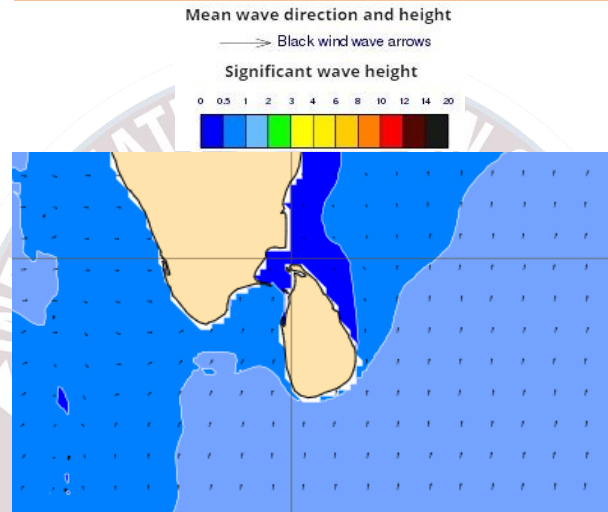 Mean wave direction and height
Black wind wave arrows
Significant wave height
0 0.5 1 2 3 4 6 8 10 12 14 20